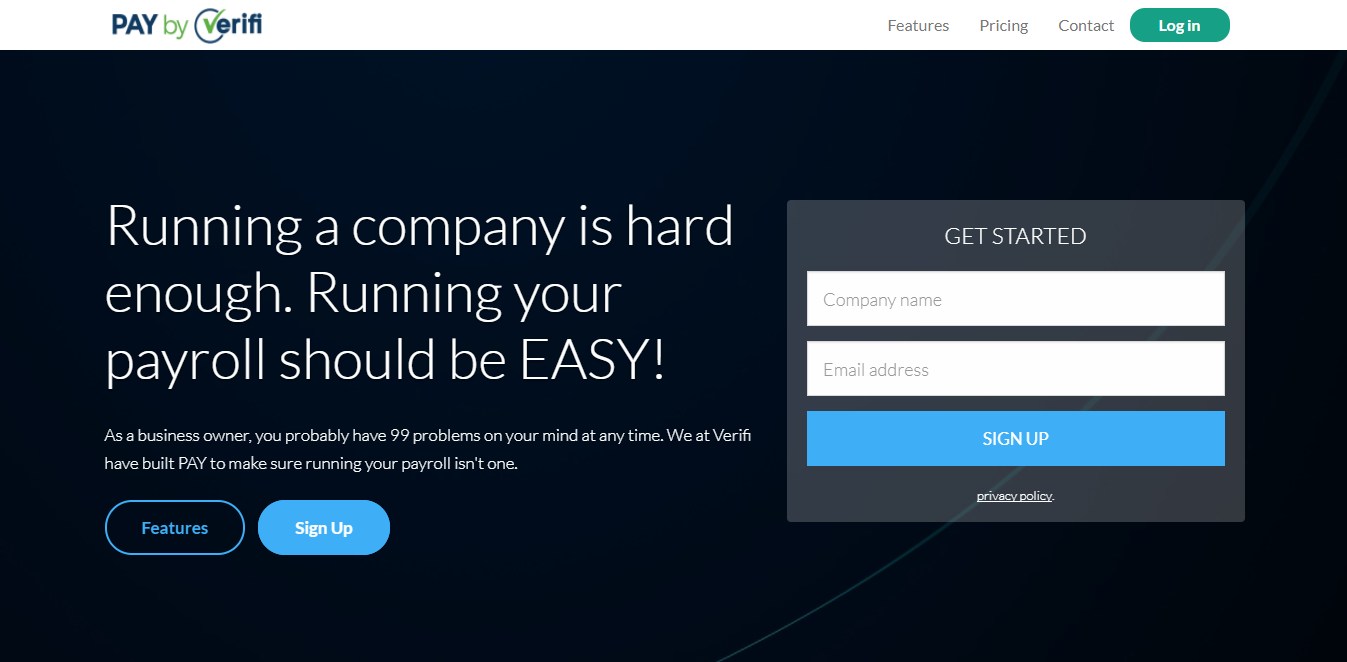 PAY by Verifi
Features
Pricing
Contact
Log in
Running a company is hard
enough. Running your
payroll should be EASY!
As a business owner, you probably have 99 problems on your mind at any time. We at Verifi
have built PAY to make sure running your payroll isn't one.
Features
Sign Up
GET STARTED
Company name
Email address
SIGN UP
privacy policy.